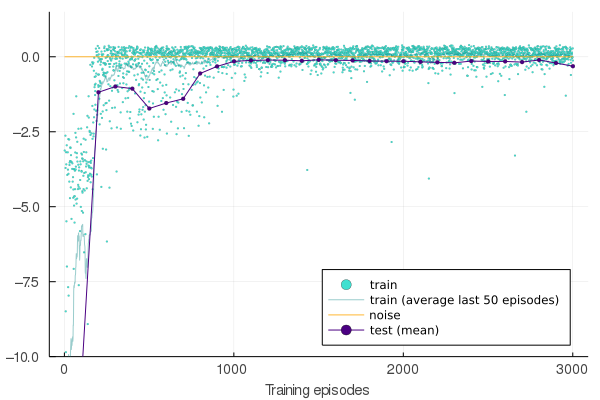 0.0
−2.5
−5.0
−7.5
−10.0
0
1000
2000
3000
Training episodes
train
train (average last 50 episodes)
noise
test (mean)